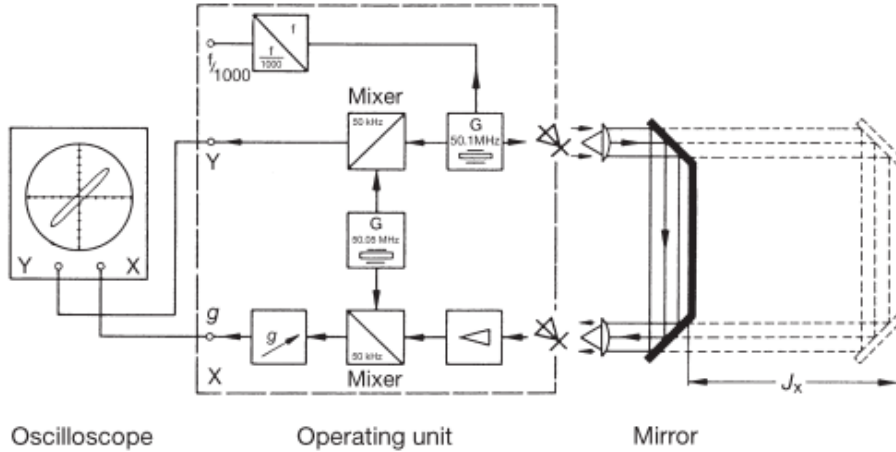 f
f
1000
f/1000
Mixer
50 kHz
G
50.1MHz
Y
G
50.05 MHz
Y
X
g
g
50 kHz
X
Mixer
Jx
Oscilloscope
Operating unit
Mirror